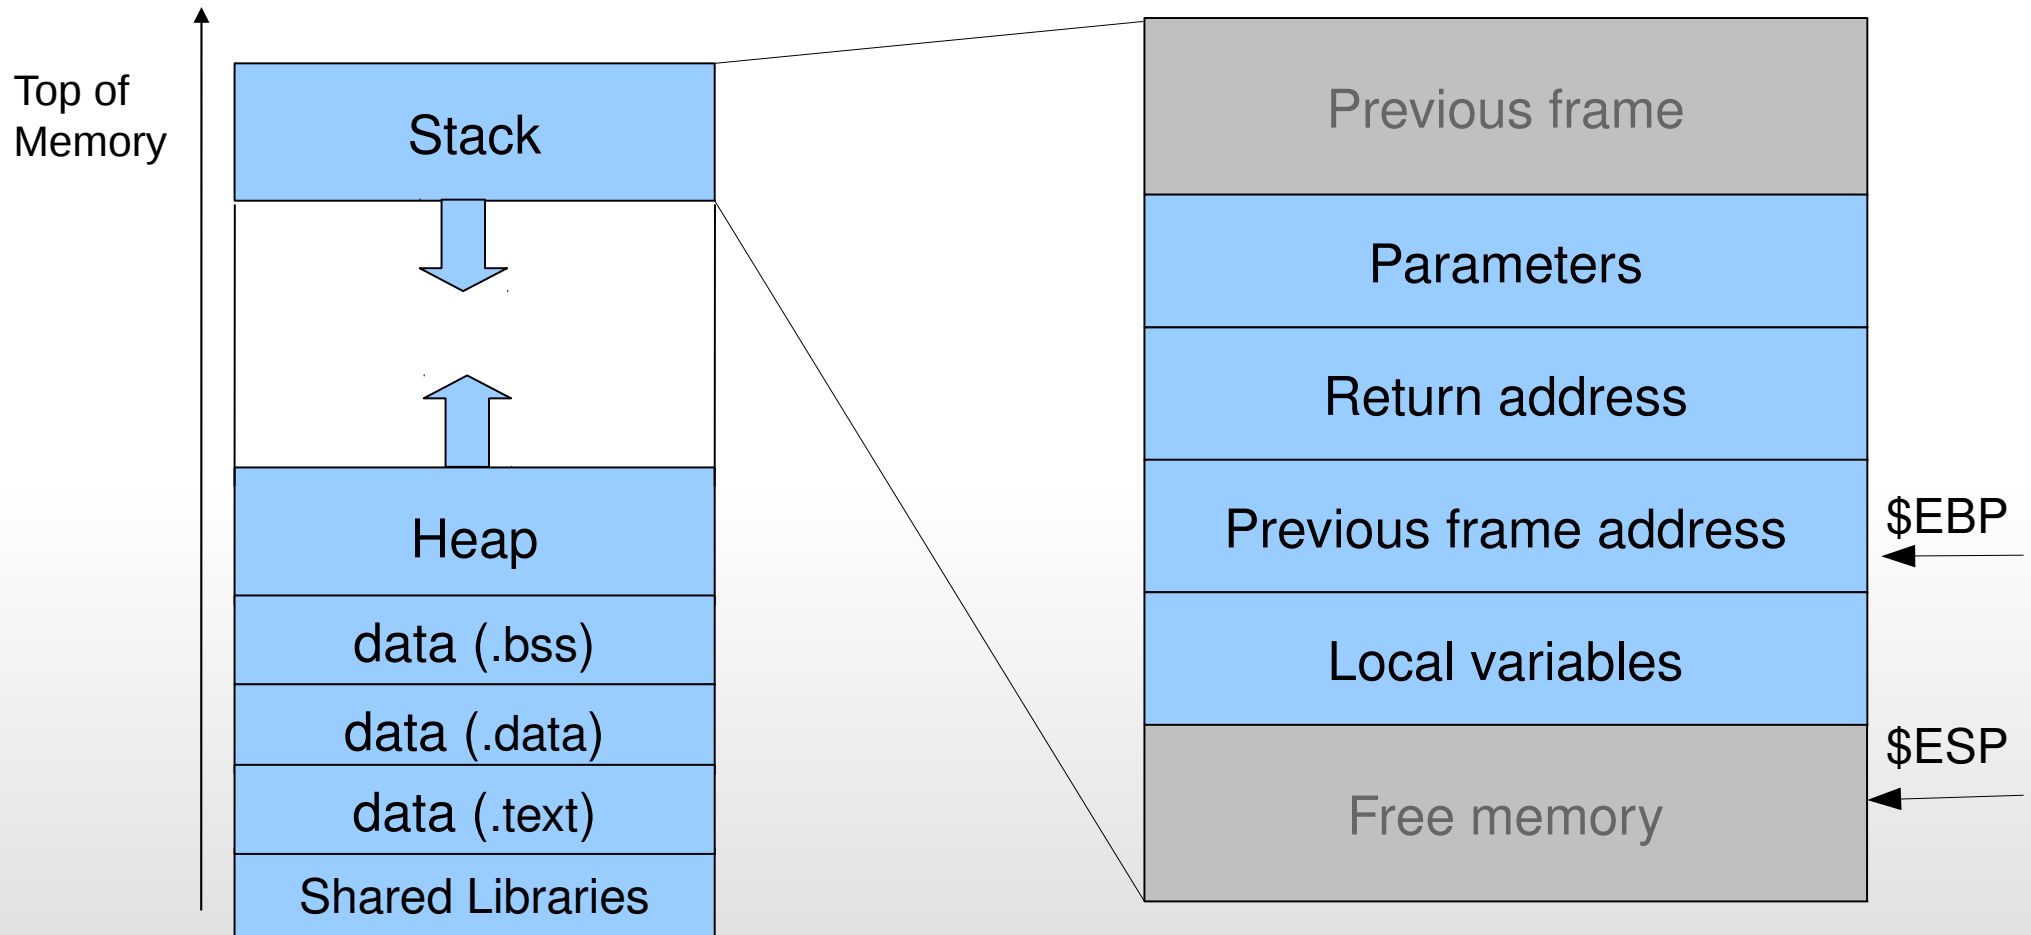 Top of
Memory
Stack
Heap
data (.bss)
data (.data)
data (.text)
Shared Libraries
Previous frame
Parameters
Return address
Previous frame address
Local variables
Free memory
$EBP
$ESP